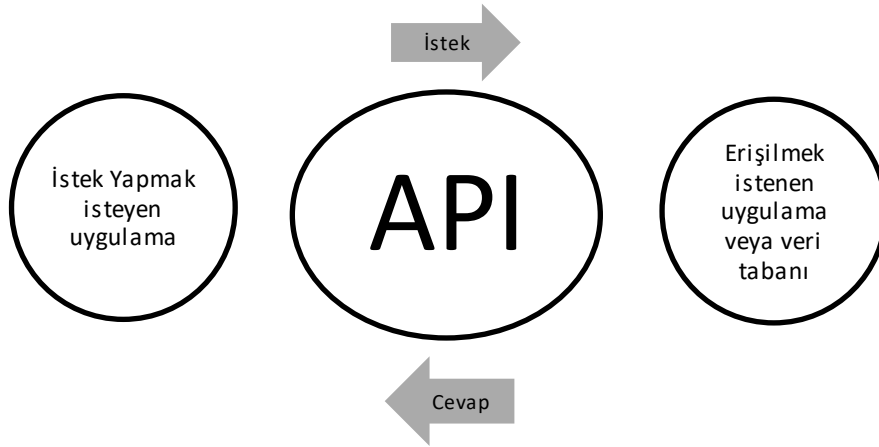 İstek
İstek Yapmak
isteyen
uygulama
API
Erişilmek
istenen
uygulama
veya veri
tabanı
Cevap